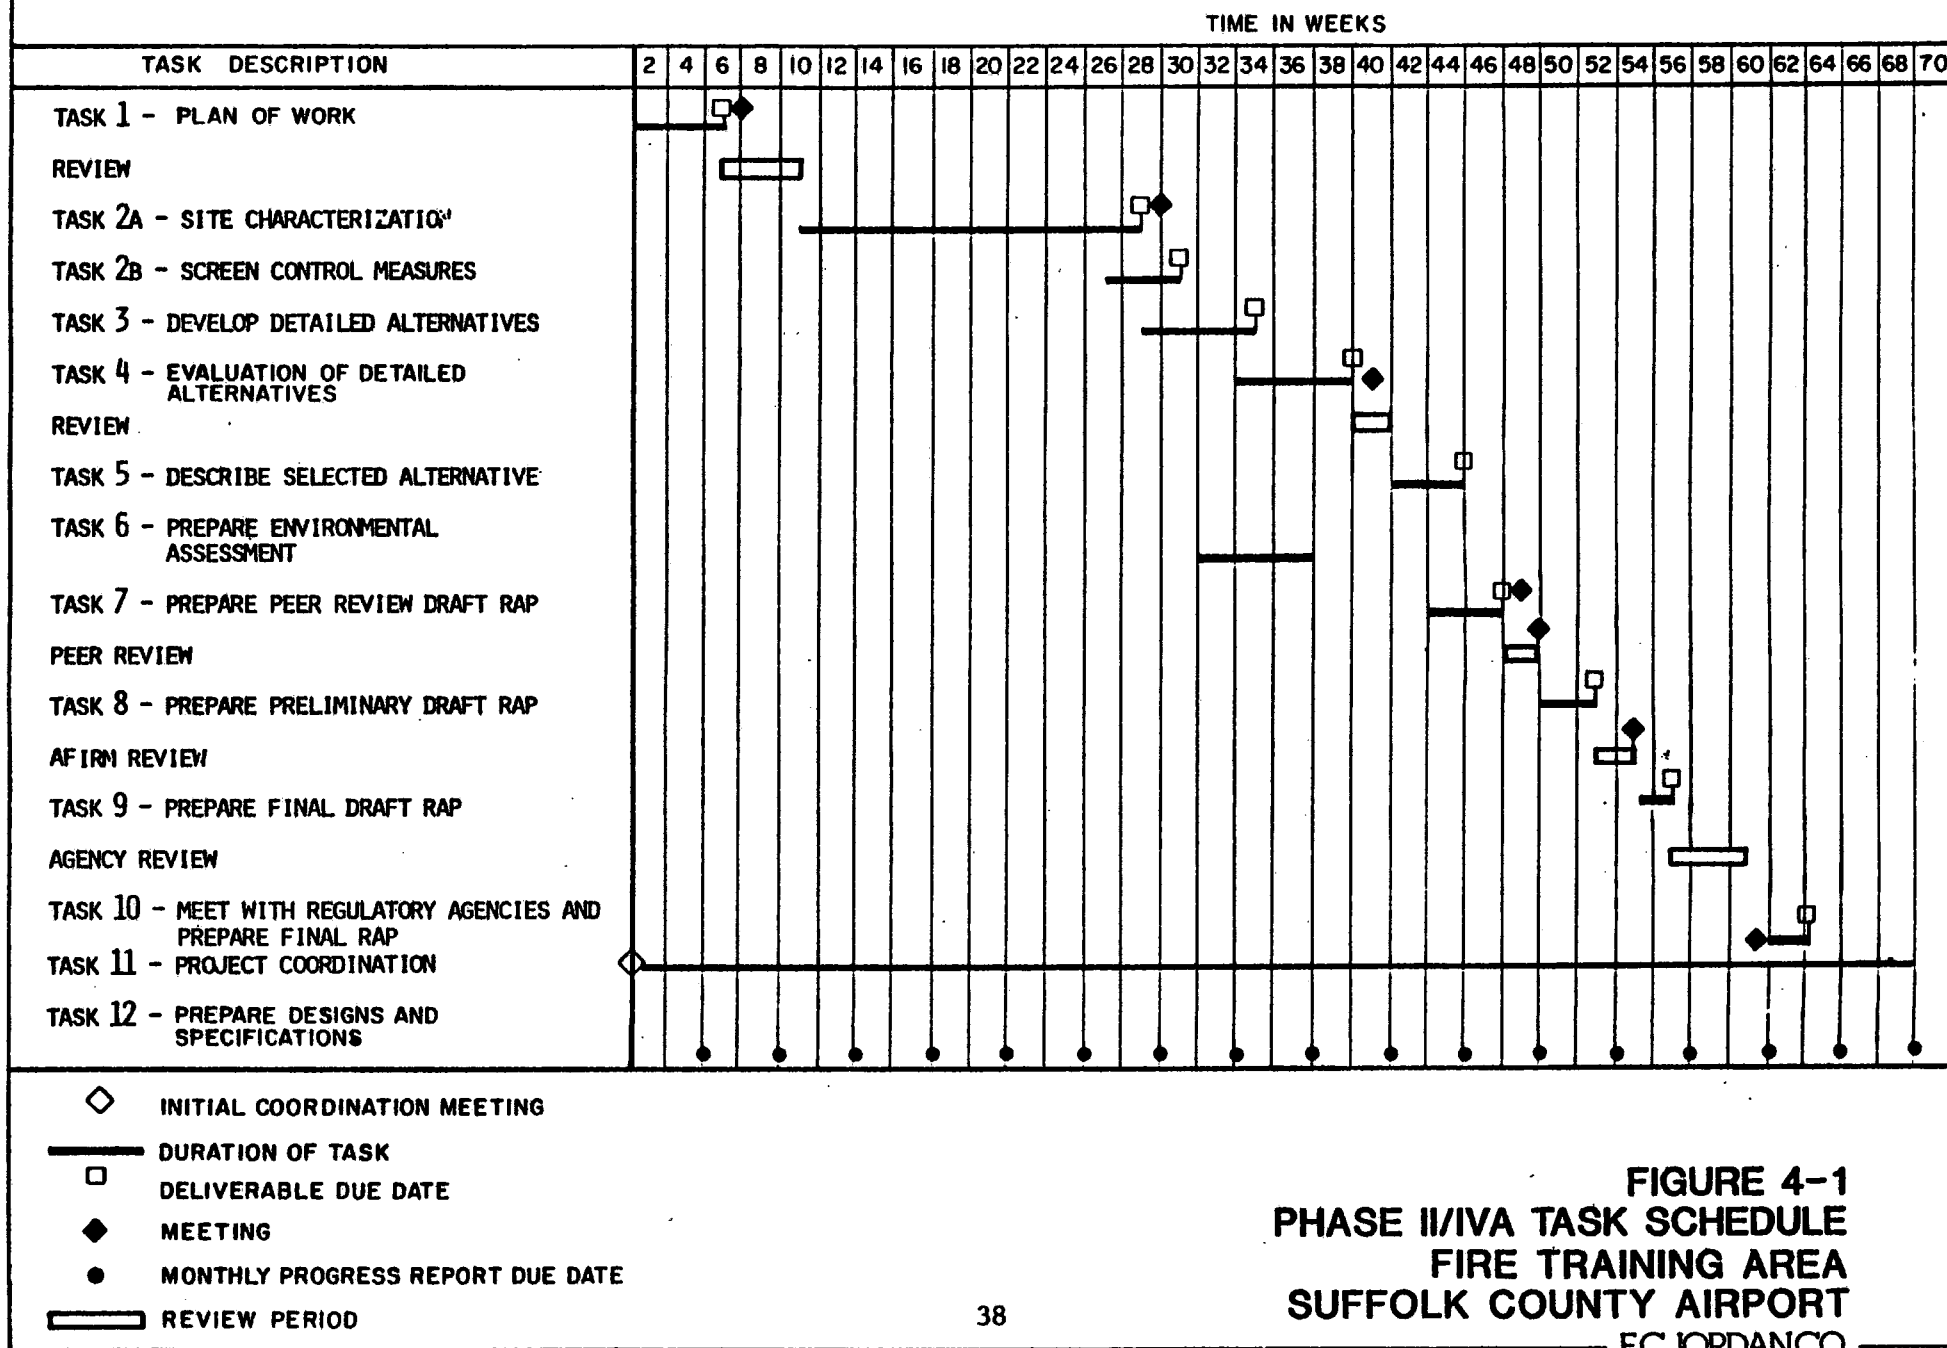 TIME IN WEEKS
TASK DESCRIPTION 2 4 6 8 10 12 14 16 18 20 22 24 26 28 30 32 34 36 38 40 42 44 46 48 50 52 54 56 58 60 62 64 66 68 70
TASK 1 - PLAN OF WORK
REVIEW
TASK 2A - SITE CHARACTERIZATION
TASK 2B - SCREEN CONTROL MEASURES
TASK 3 - DEVELOP DETAILED ALTERNATIVES
TASK 4 - EVALUATION OF DETAILED
ALTERNATIVES
REVIEW
TASK 5 - DESCRIBE SELECTED ALTERNATIVE
TASK 6 - PREPARE ENVIRONMENTAL
ASSESSMENT
TASK 7 - PREPARE PEER REVIEW DRAFT RAP
PEER REVIEW
TASK 8 - PREPARE PRELIMINARY DRAFT RAP
AFIRM REVIEW
TASK 9 - PREPARE FINAL DRAFT RAP
AGENCY REVIEW
TASK 10 - MEET WITH REGULATORY AGENCIES AND
PREPARE FINAL RAP
TASK 11 - PROJECT COORDINATION
TASK 12 - PREPARE DESIGNS AND
SPECIFICATIONS
INITIAL COORDINATION MEETING
DURATION OF TASK
DELIVERABLE DUE DATE
MEETING
MONTHLY PROGRESS REPORT DUE DATE
REVIEW PERIOD
38
FIGURE 4-1
PHASE II/IVA TASK SCHEDULE
FIRE TRAINING AREA
SUFFOLK COUNTY AIRPORT
E.C. JORDAN CO.